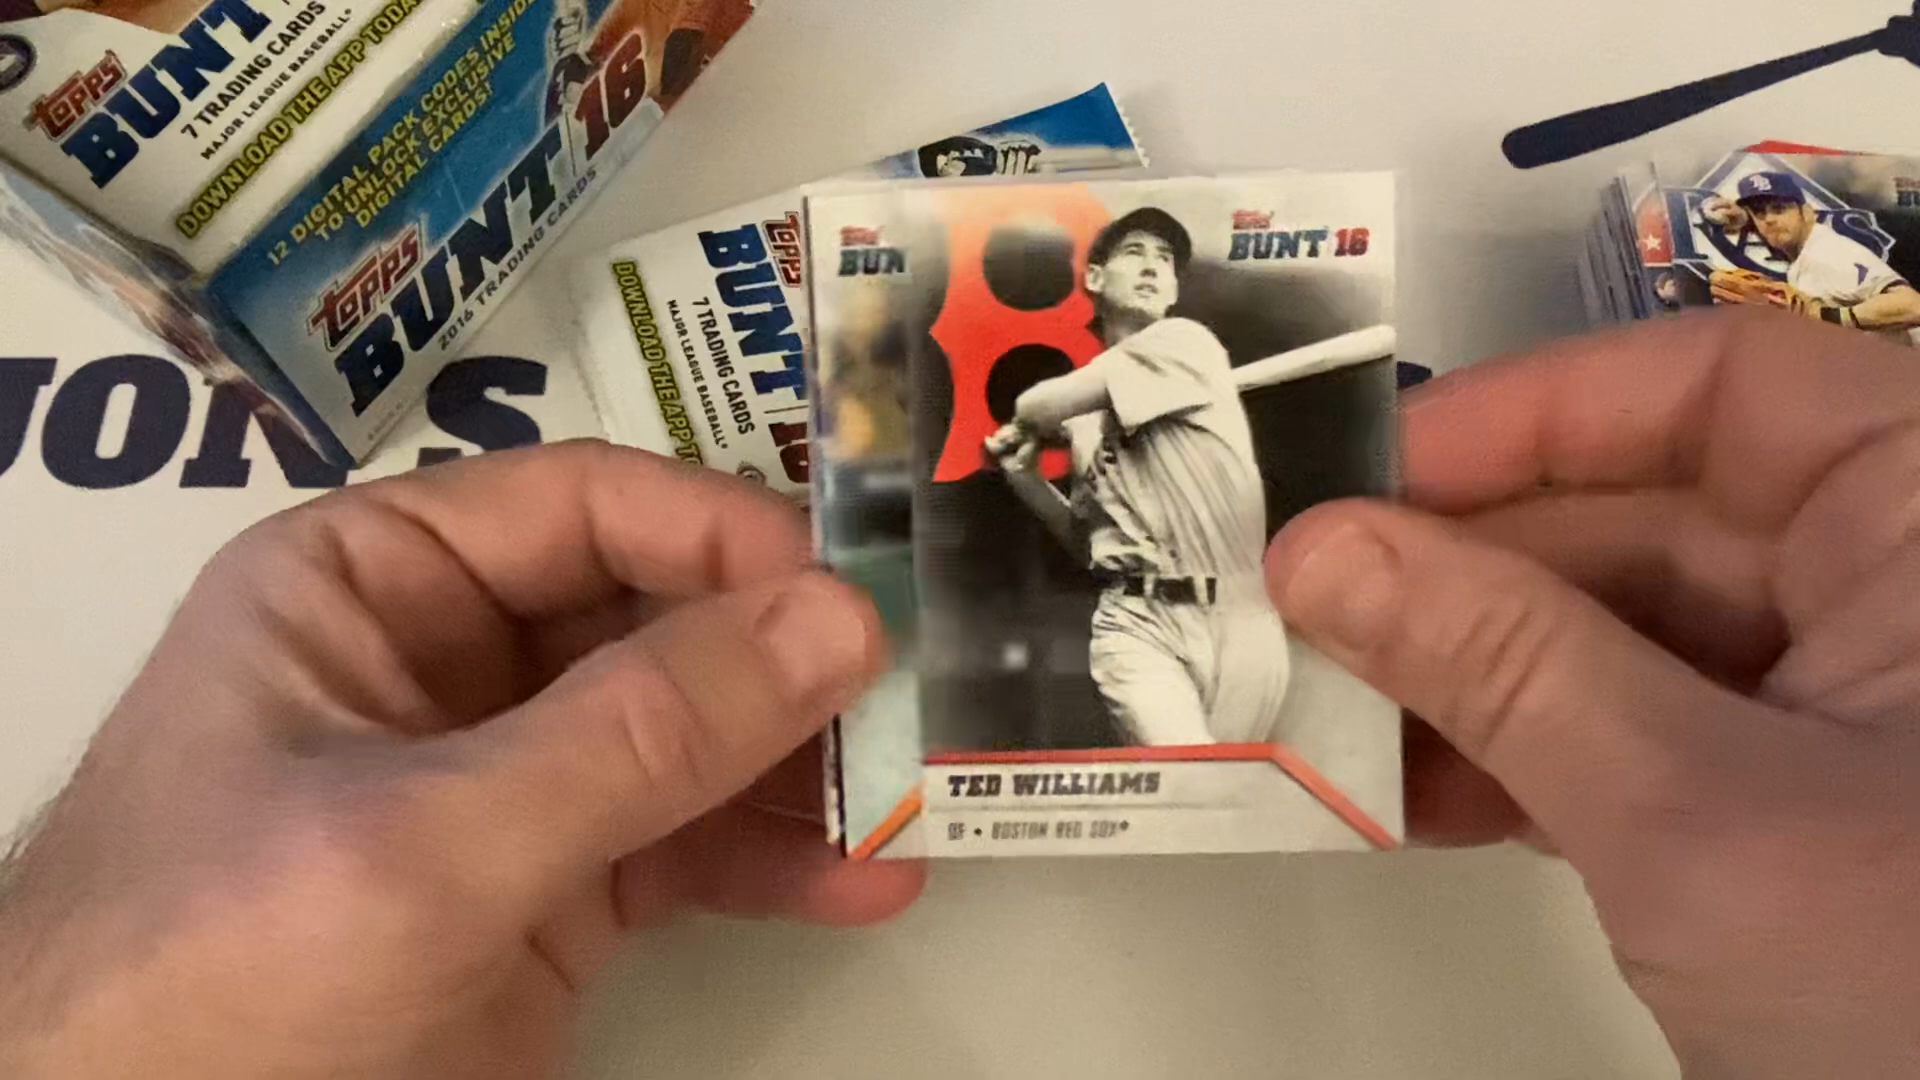 topps
BUNT
7 TRADING CARDS
MAJOR LEAGUE BASEBALL®
DOWNLOAD THE APP TODA
12 DIGITAL PACK CODES INSIDE
TO UNLOCK EXCLUSIVE
DIGITAL CARDS!
topps
BUNT 16
2016 TRADING CARDS
JON S
topps
BUNT 16
7 TRADING CARDS
MAJOR LEAGUE BASEBALL®
DOWNLOAD THE APP TO
topps
BUN
topps
BUNT 16
TED WILLIAMS
OF • BOSTON RED SOX®